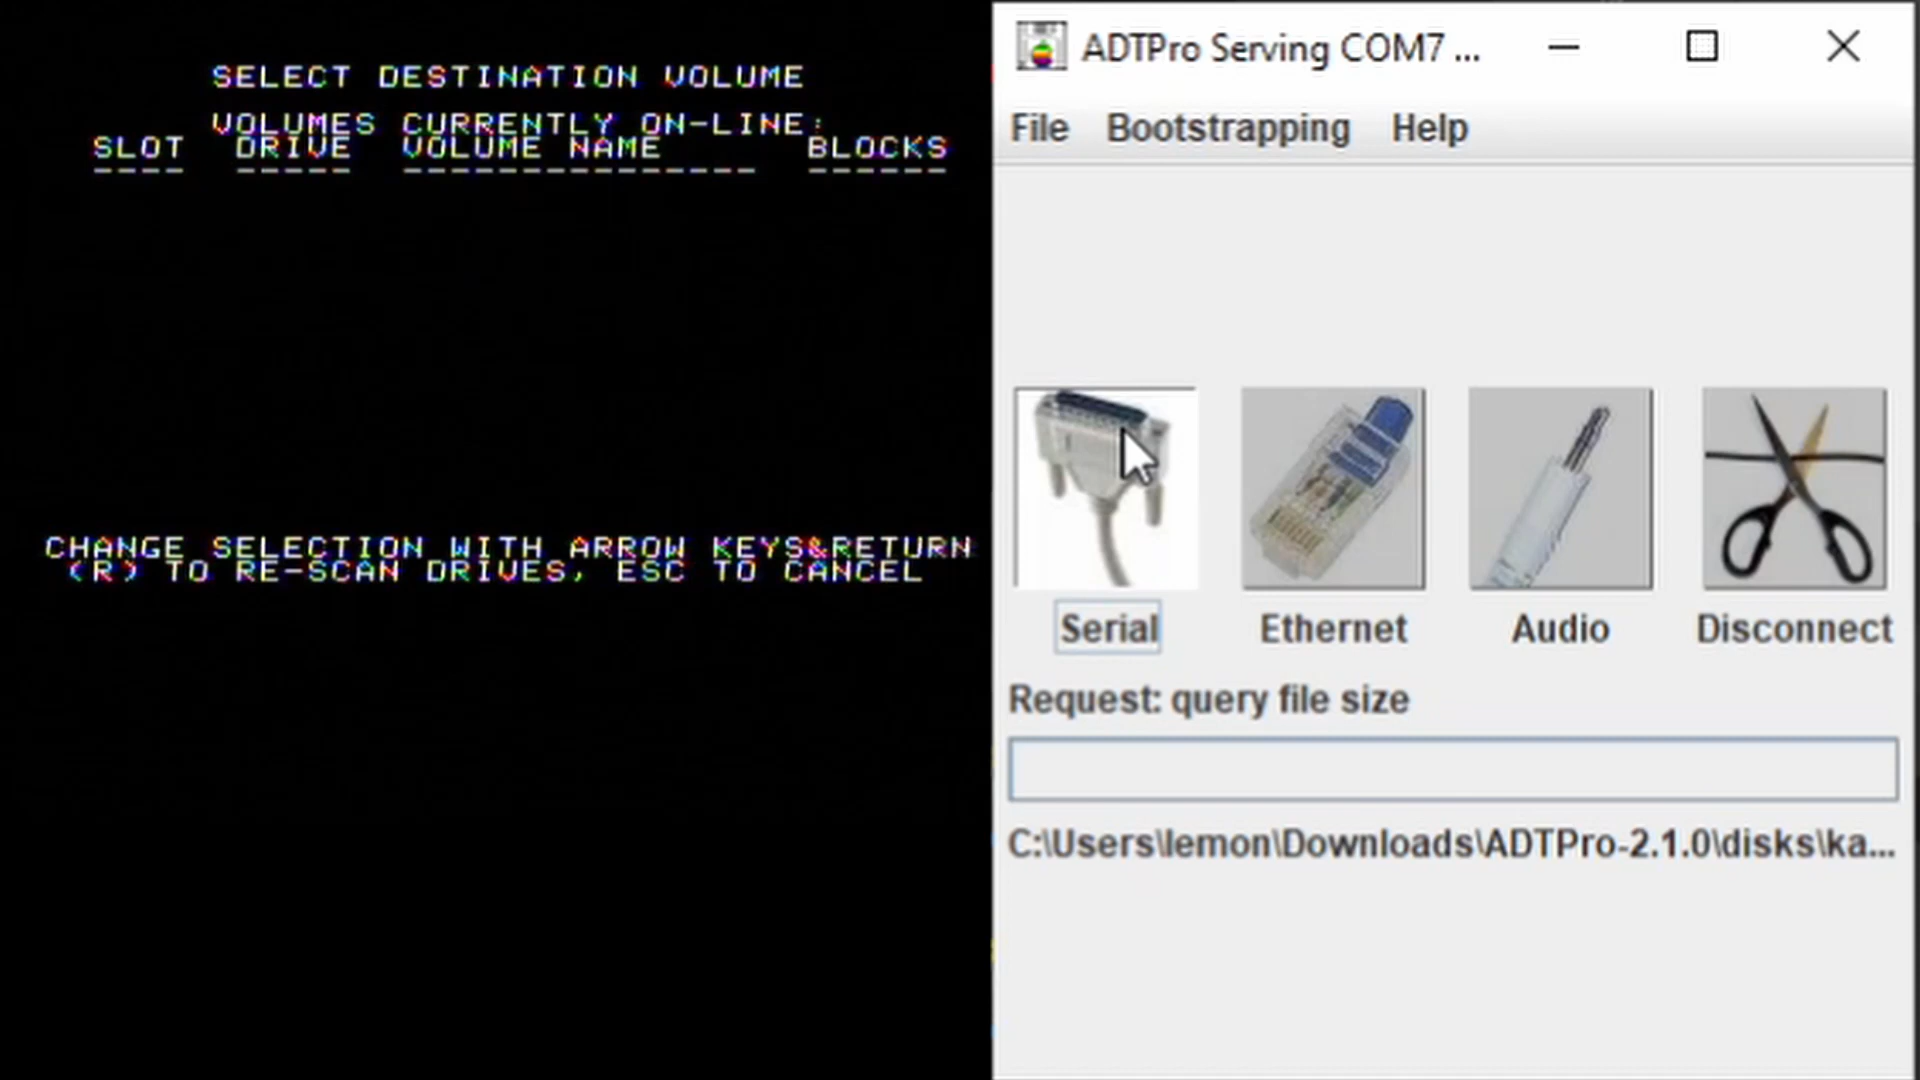 SELECT DESTINATION VOLUME
VOLUMES CURRENTLY ON-LINE:
SLOT DRIVE VOLUME NAME BLOCKS
---- ----- --------------- ------
CHANGE SELECTION WITH ARROW KEYS&RETURN
(R) TO RE-SCAN DRIVES, ESC TO CANCEL
ADTPro Serving COM7 ...
File Bootstrapping Help
Serial Ethernet Audio Disconnect
Request: query file size
C:\Users\lemon\Downloads\ADTPro-2.1.0\disks\ka...